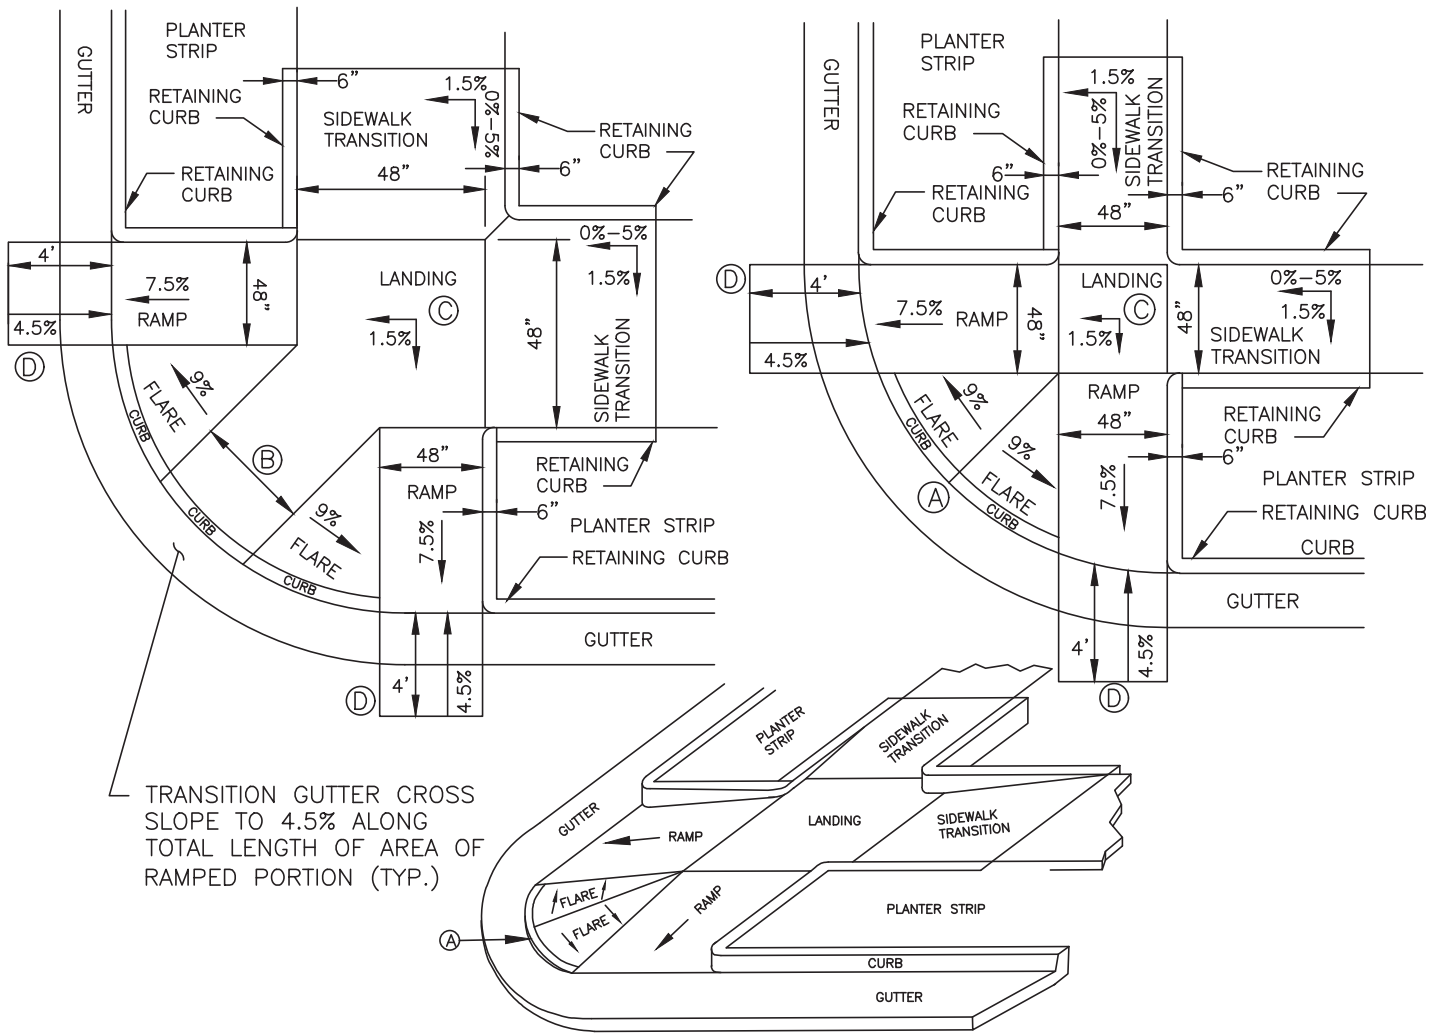 GUTTER
PLANTER
STRIP
6"
RETAINING
CURB
RETAINING
CURB
SIDEWALK
TRANSITION
1.5%
0%-5%
48"
RETAINING
CURB
6"
0%-5%
1.5%
4'
7.5%
RAMP
48"
4.5%
D
LANDING
C
1.5%
48"
SIDEWALK
TRANSITION
9%
FLARE
CURB
B
48"
RAMP
7.5%
6"
RETAINING
CURB
PLANTER STRIP
RETAINING CURB
9%
FLARE
CURB
CURB
GUTTER
D
4'
4.5%
TRANSITION GUTTER CROSS
SLOPE TO 4.5% ALONG
TOTAL LENGTH OF AREA OF
RAMPED PORTION (TYP.)
GUTTER
PLANTER
STRIP
RETAINING
CURB
1.5%
0%-5%
SIDEWALK
TRANSITION
6"
RETAINING
CURB
48"
RETAINING
CURB
6"
D
4'
7.5%
RAMP
48"
4.5%
LANDING
C
1.5%
48"
0%-5%
1.5%
SIDEWALK
TRANSITION
9%
FLARE
CURB
A
9%
FLARE
CURB
RAMP
48"
7.5%
6"
RETAINING
CURB
PLANTER STRIP
RETAINING CURB
CURB
GUTTER
4'
4.5%
D
PLANTER
STRIP
SIDEWALK
TRANSITION
GUTTER
RAMP
LANDING
SIDEWALK
TRANSITION
FLARE
FLARE
RAMP
A
PLANTER STRIP
CURB
GUTTER